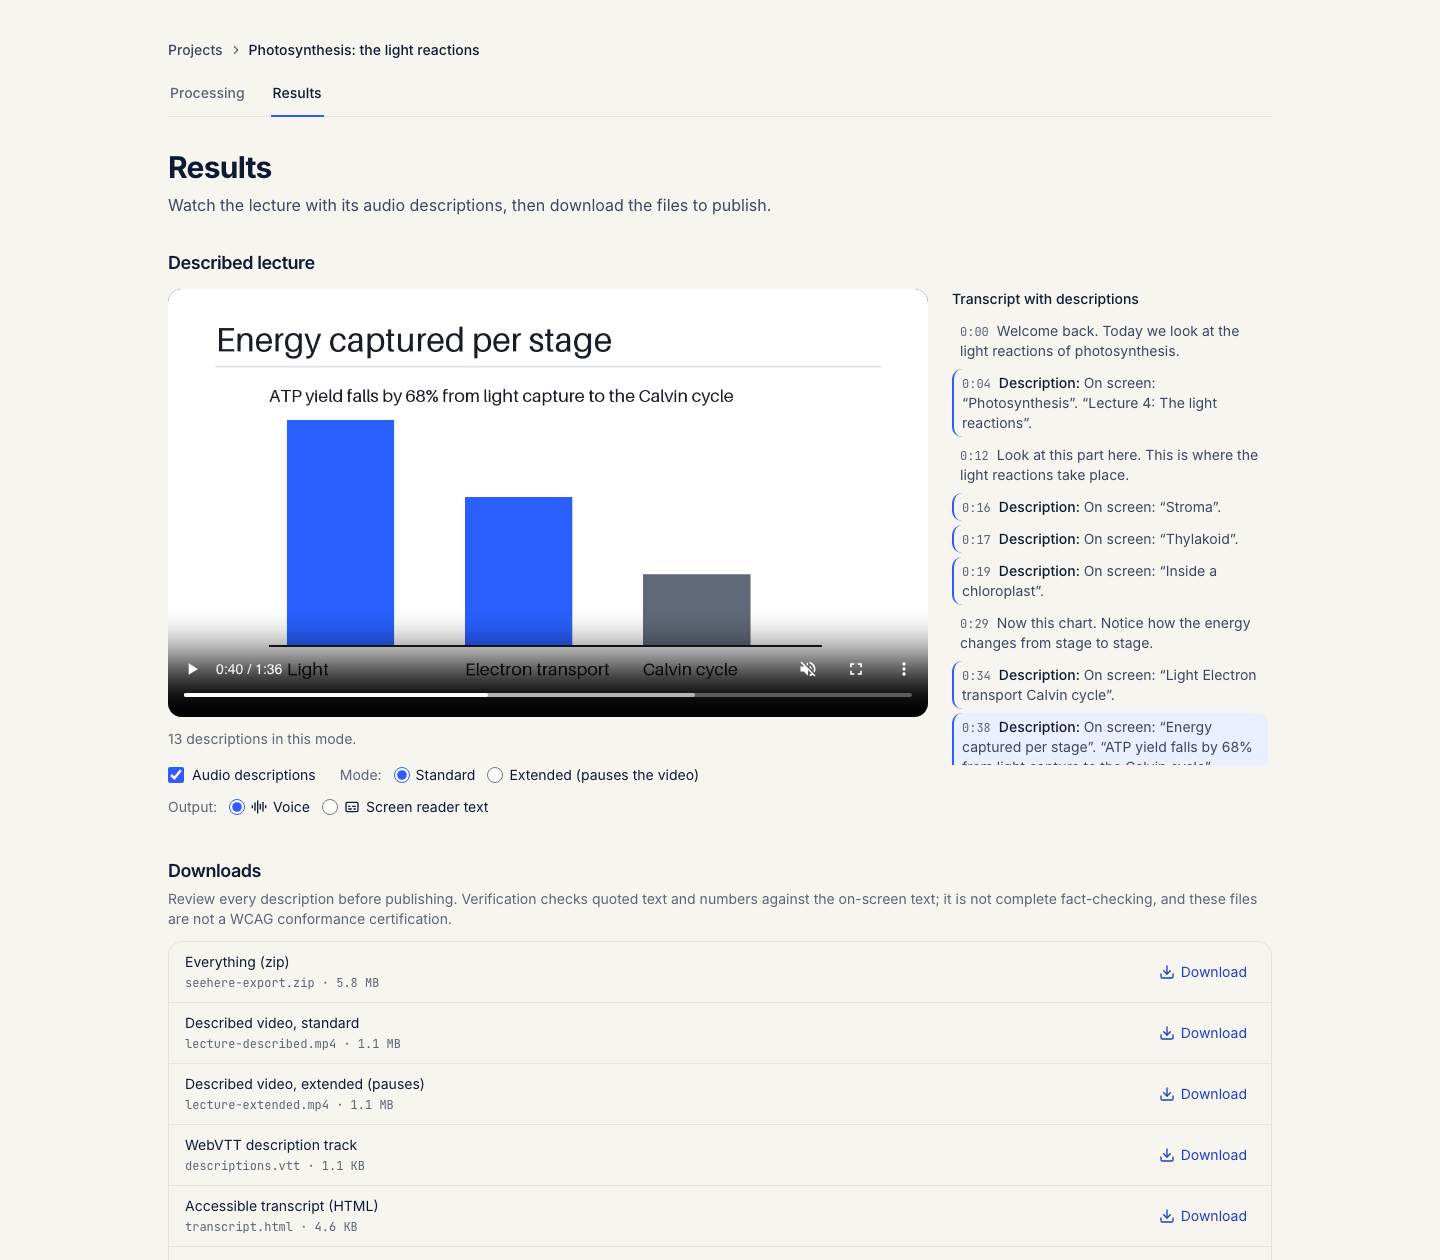 Projects > Photosynthesis: the light reactions
Processing Results
Results
Watch the lecture with its audio descriptions, then download the files to publish.
Described lecture
Energy captured per stage
ATP yield falls by 68% from light capture to the Calvin cycle
Light Electron transport Calvin cycle
0:40 / 1:36
13 descriptions in this mode.
Audio descriptions Mode: Standard Extended (pauses the video)
Output: Voice Screen reader text
Transcript with descriptions
0:00 Welcome back. Today we look at the
light reactions of photosynthesis.
0:04 Description: On screen:
“Photosynthesis”. “Lecture 4: The light
reactions”.
0:12 Look at this part here. This is where the
light reactions take place.
0:16 Description: On screen: “Stroma”.
0:17 Description: On screen: “Thylakoid”.
0:19 Description: On screen: “Inside a
chloroplast”.
0:29 Now this chart. Notice how the energy
changes from stage to stage.
0:34 Description: On screen: “Light Electron
transport Calvin cycle”.
0:38 Description: On screen: “Energy
captured per stage”. “ATP yield falls by 68%
from light capture to the Calvin cycle”
Downloads
Review every description before publishing. Verification checks quoted text and numbers against the on-screen text; it is not complete fact-checking, and these files
are not a WCAG conformance certification.
Everything (zip)
seehere-export.zip · 5.8 MB
Download
Described video, standard
lecture-described.mp4 · 1.1 MB
Download
Described video, extended (pauses)
lecture-extended.mp4 · 1.1 MB
Download
WebVTT description track
descriptions.vtt · 1.1 KB
Download
Accessible transcript (HTML)
transcript.html · 4.6 KB
Download